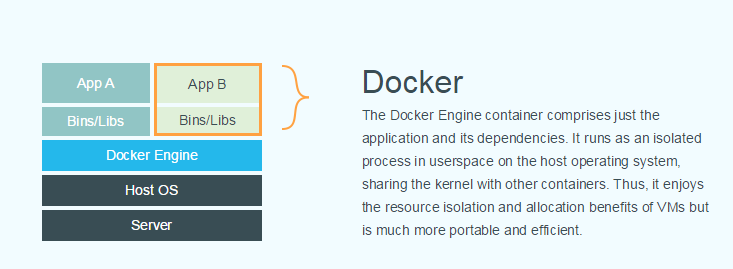 App A
App B
Bins/Libs
Bins/Libs
Docker Engine
Host OS
Server
Docker
The Docker Engine container comprises just the
application and its dependencies. It runs as an isolated
process in userspace on the host operating system,
sharing the kernel with other containers. Thus, it enjoys
the resource isolation and allocation benefits of VMs but
is much more portable and efficient.